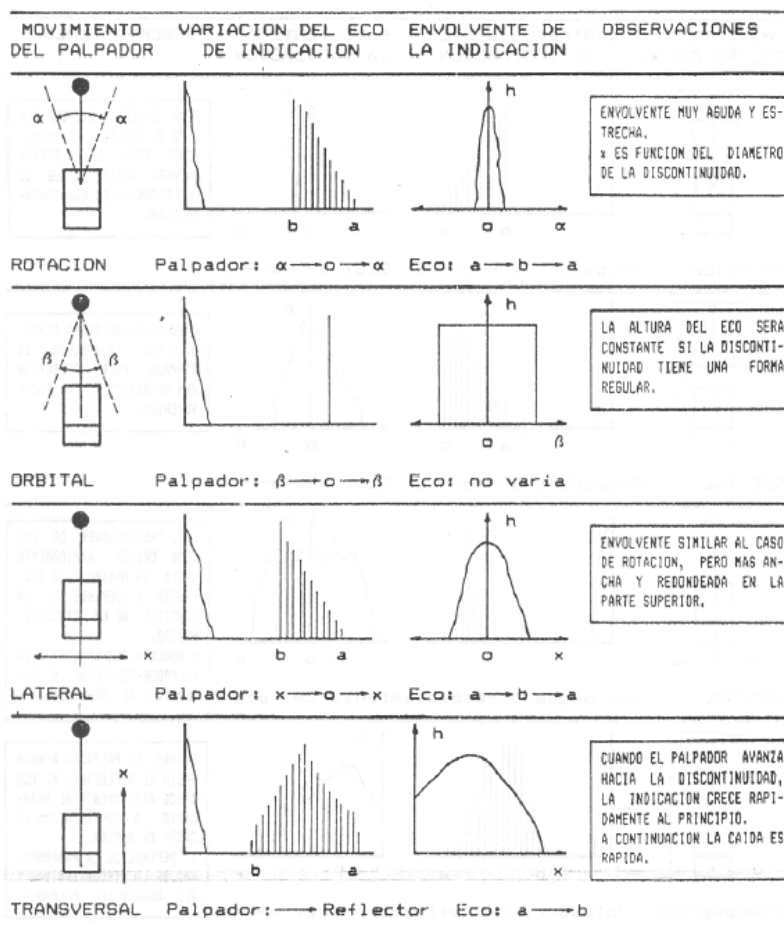 MOVIMIENTO DEL PALPADOR
VARIACION DEL ECO DE INDICACION
ENVOLVENTE DE LA INDICACION
OBSERVACIONES
α α
b a
h
o α
ENVOLVENTE MUY AGUDA Y ES-
TRECHA.
x ES FUNCION DEL DIAMETRO
DE LA DISCONTINUIDAD.
ROTACION Palpador: α→o→α Eco: a→b→a
β β
h
o β
LA ALTURA DEL ECO SERA
CONSTANTE SI LA DISCONTI-
NUIDAD TIENE UNA FORMA
REGULAR.
ORBITAL Palpador: β→o→β Eco: no varía
x
b a
h
o x
ENVOLVENTE SIMILAR AL CASO
DE ROTACION, PERO MAS AN-
CHA Y REDONDEADA EN LA
PARTE SUPERIOR.
LATERAL Palpador: x→o→x Eco: a→b→a
x
b a
h
x
CUANDO EL PALPADOR AVANZA
HACIA LA DISCONTINUIDAD,
LA INDICACION CRECE RAPI-
DAMENTE AL PRINCIPIO.
A CONTINUACION LA CAIDA ES
RAPIDA.
TRANSVERSAL Palpador:→Reflector Eco: a→b